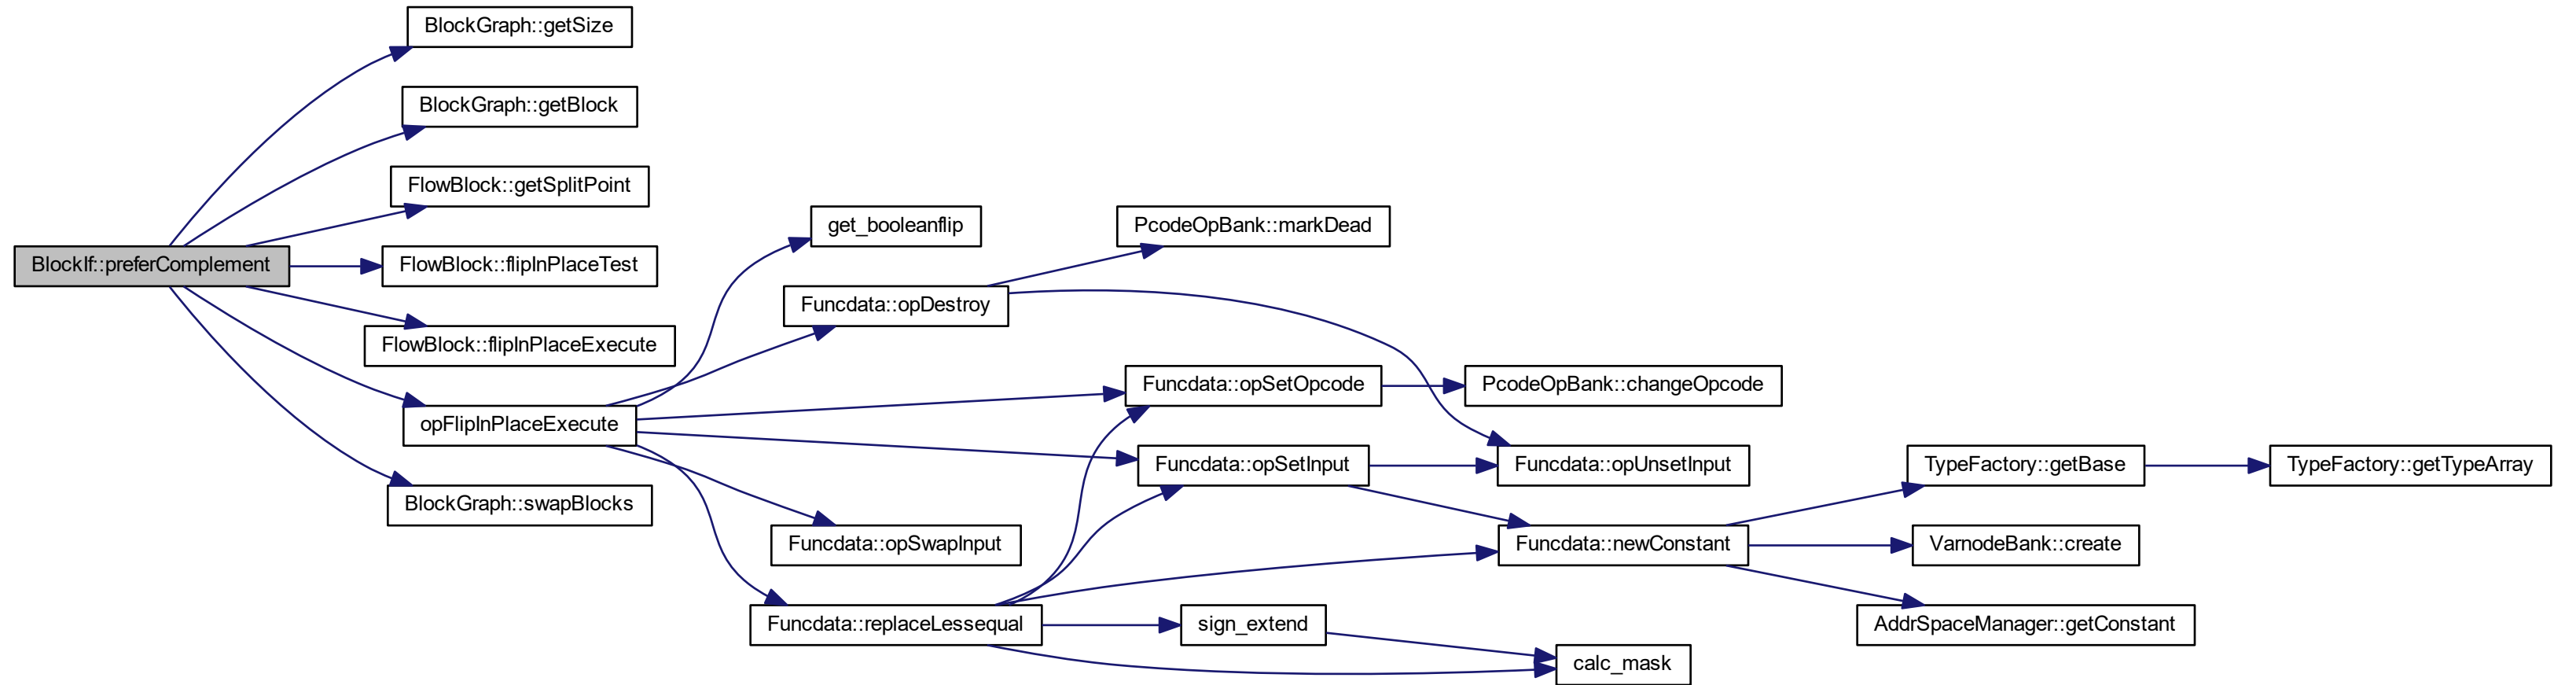 BlockGraph::getSize
BlockGraph::getBlock
FlowBlock::getSplitPoint
get_booleanflip
PcodeOpBank::markDead
BlockIf::preferComplement
FlowBlock::flipInPlaceTest
Funcdata::opDestroy
FlowBlock::flipInPlaceExecute
Funcdata::opSetOpcode
PcodeOpBank::changeOpcode
opFlipInPlaceExecute
Funcdata::opSetInput
Funcdata::opUnsetInput
TypeFactory::getBase
TypeFactory::getTypeArray
BlockGraph::swapBlocks
Funcdata::opSwapInput
Funcdata::newConstant
VarnodeBank::create
Funcdata::replaceLessequal
sign_extend
AddrSpaceManager::getConstant
calc_mask